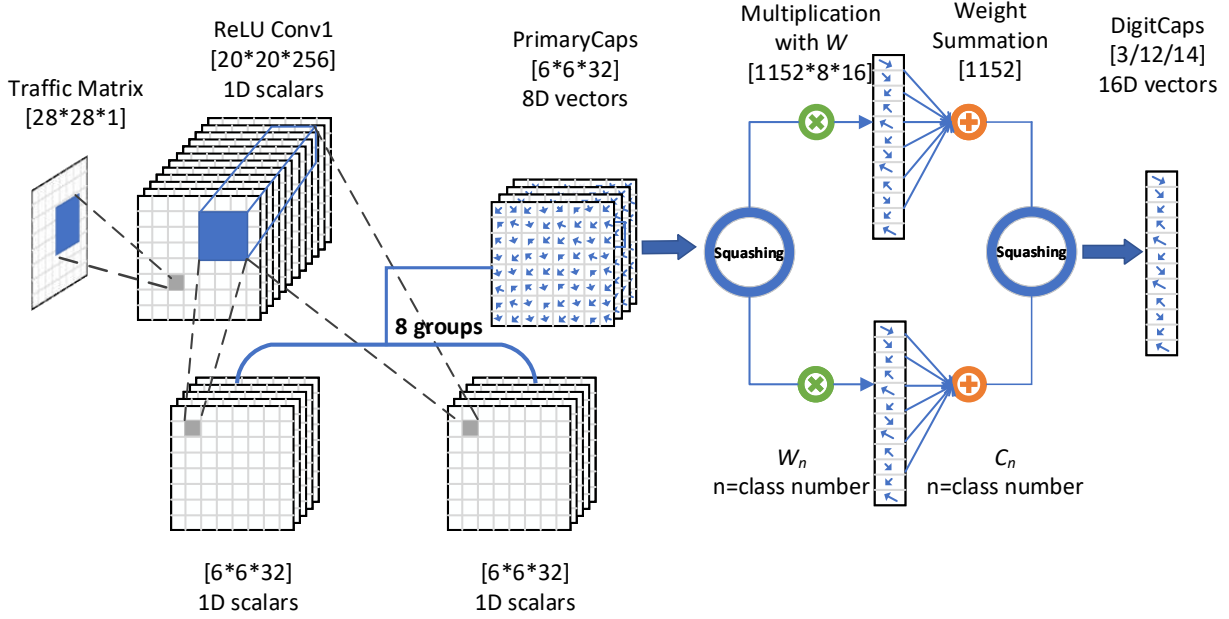 Traffic Matrix
[28*28*1]
ReLU Conv1
[20*20*256]
1D scalars
PrimaryCaps
[6*6*32]
8D vectors
Multiplication
with W
[1152*8*16]
Weight
Summation
[1152]
DigitCaps
[3/12/14]
16D vectors
Squashing
Squashing
8 groups
Wn
n=class number
Cn
n=class number
[6*6*32]
1D scalars
[6*6*32]
1D scalars